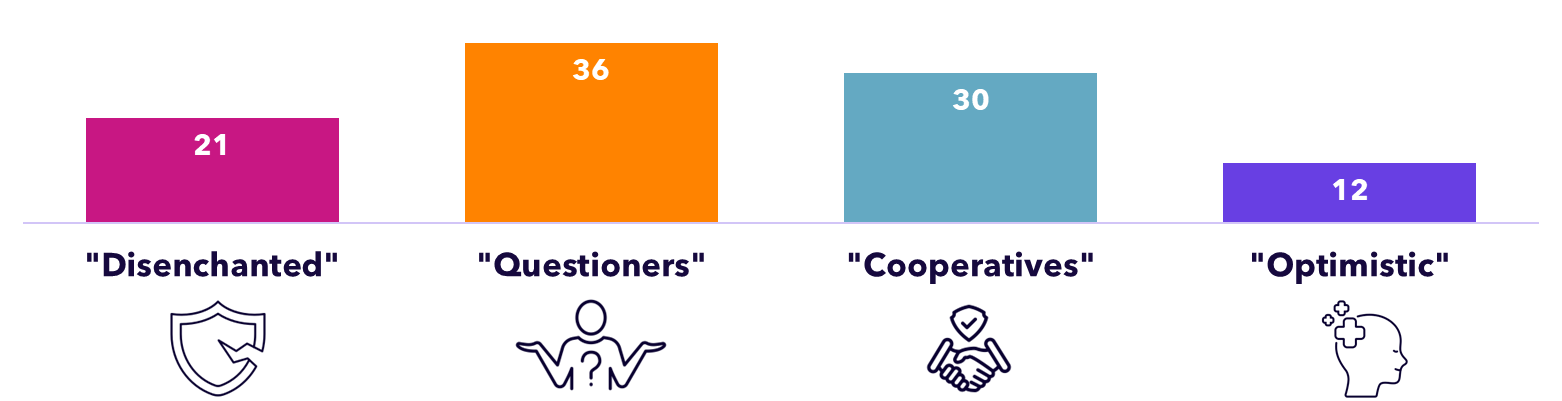 21
36
30
12
"Disenchanted"
"Questioners"
"Cooperatives"
"Optimistic"
?